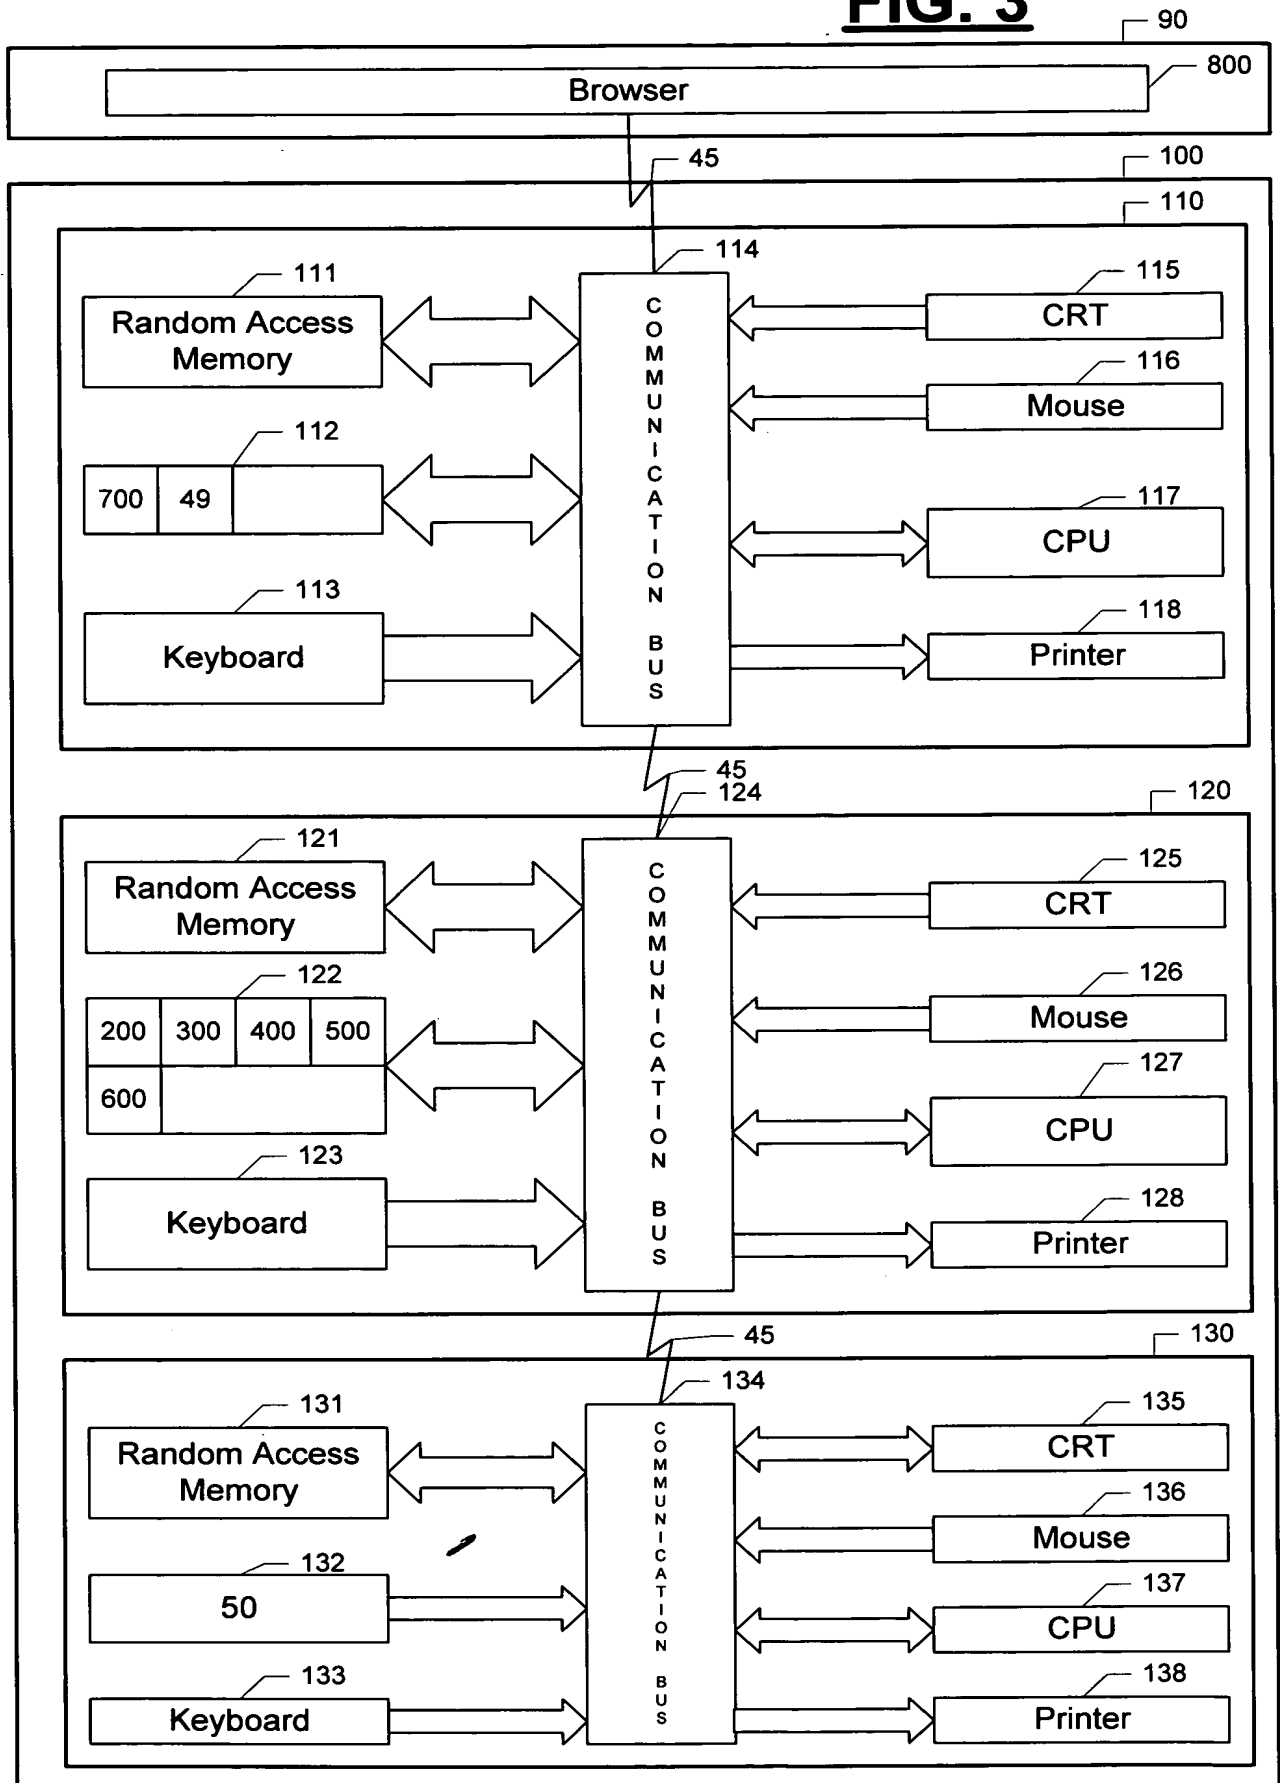 FIG. 3
90
800
Browser
45
100
110
114
111
Random Access
Memory
115
CRT
116
Mouse
112
700 49
117
CPU
113
Keyboard
118
Printer
COMMUNICATION BUS
45
124
120
121
Random Access
Memory
125
CRT
122
200 300 400 500
600
126
Mouse
127
CPU
123
Keyboard
128
Printer
COMMUNICATION BUS
45
130
134
131
Random Access
Memory
135
CRT
136
Mouse
132
50
137
CPU
133
Keyboard
138
Printer
COMMUNICATION BUS